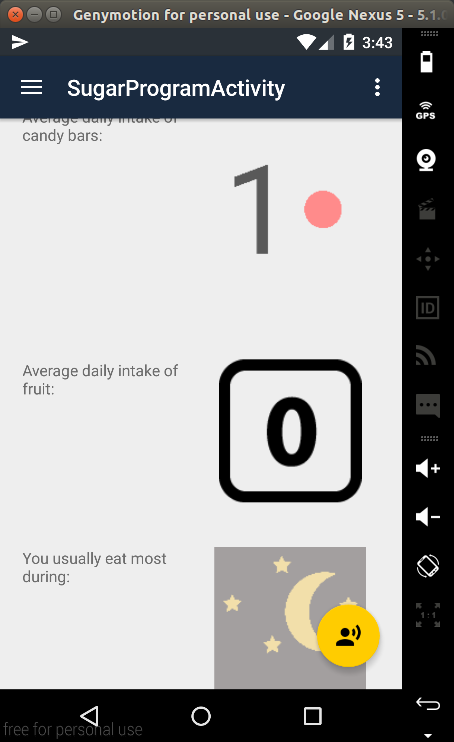 Genymotion for personal use - Google Nexus 5 - 5.1.0
3:43
SugarProgramActivity
GPS
Average daily intake of
candy bars:
1
ID
Average daily intake of
fruit:
0
You usually eat most
during:
1:1
free for personal use